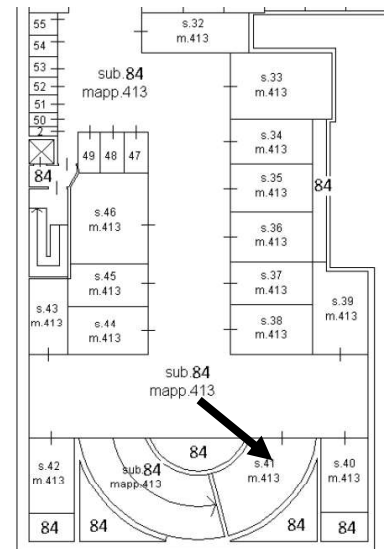 55
s.32
m.413
54
53
sub.84
mapp.413
s.33
m.413
52
51
50
2
s.34
m.413
49 48 47
84
s.35
m.413
84
s.46
m.413
s.36
m.413
s.45
m.413
s.37
m.413
s.43
m.413
s.39
m.413
s.44
m.413
s.38
m.413
sub.84
mapp.413
84
s.42
m.413
sub.84
mapp.413
s.41
m.413
s.40
m.413
84
84
84
84